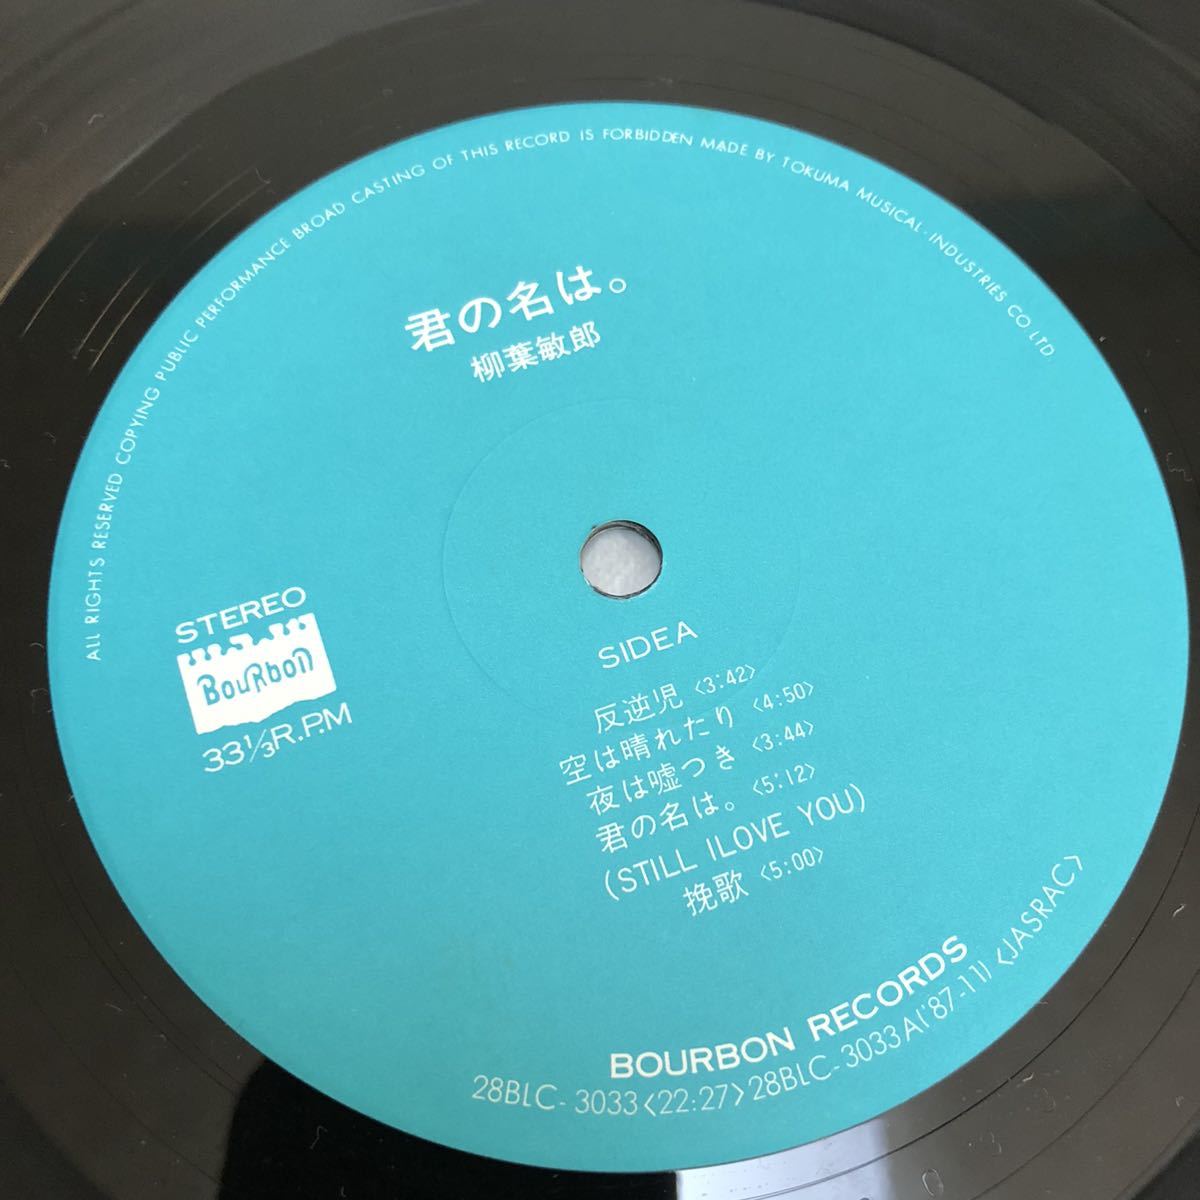 ALL RIGHTS RESERVED COPYING PUBLIC PERFORMANCE BROAD CASTING OF THIS RECORD IS FORBIDDEN MADE BY TOKUMA MUSICAL INDUSTRIES CO.LTD.
君の名は。
柳葉敏郎
STEREO
BouRbon
33⅓R.P.M
SIDE A
反逆児 <3:42>
空は晴れたり <4:50>
夜は嘘つき <3:44>
君の名は。 <5:12>
(STILL ILOVE YOU)
挽歌 <5:00>
BOURBON RECORDS
28BLC-3033<22:27>28BLC-3033A('87-11) <JASRAC>